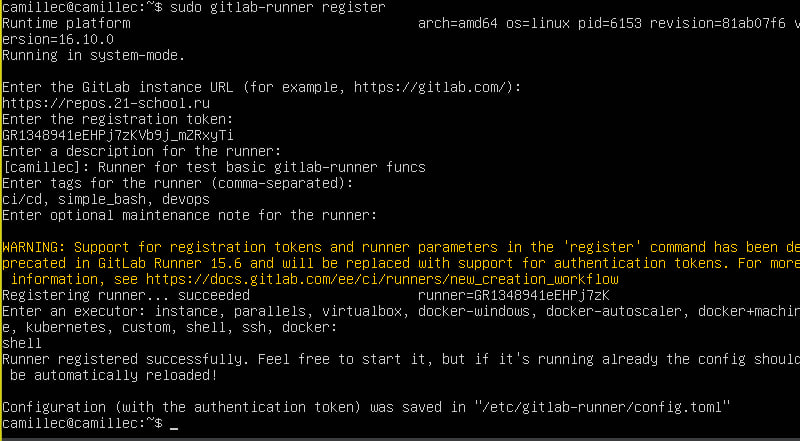 camillec@camillec:~$ sudo gitlab-runner register
Runtime platform                                    arch=amd64 os=linux pid=6153 revision=81ab07f6 v
ersion=16.10.0
Running in system-mode.

Enter the GitLab instance URL (for example, https://gitlab.com/):
https://repos.21-school.ru
Enter the registration token:
GR1348941eEHPj7zKVb9j_mZRxyTi
Enter a description for the runner:
[camillec]: Runner for test basic gitlab-runner funcs
Enter tags for the runner (comma-separated):
ci/cd, simple_bash, devops
Enter optional maintenance note for the runner:

WARNING: Support for registration tokens and runner parameters in the 'register' command has been de
precated in GitLab Runner 15.6 and will be replaced with support for authentication tokens. For more
 information, see https://docs.gitlab.com/ee/ci/runners/new_creation_workflow
Registering runner... succeeded                     runner=GR1348941eEHPj7zK
Enter an executor: instance, parallels, virtualbox, docker-windows, docker-autoscaler, docker+machin
e, kubernetes, custom, shell, ssh, docker:
shell
Runner registered successfully. Feel free to start it, but if it's running already the config should
 be automatically reloaded!

Configuration (with the authentication token) was saved in "/etc/gitlab-runner/config.toml"
camillec@camillec:~$ _